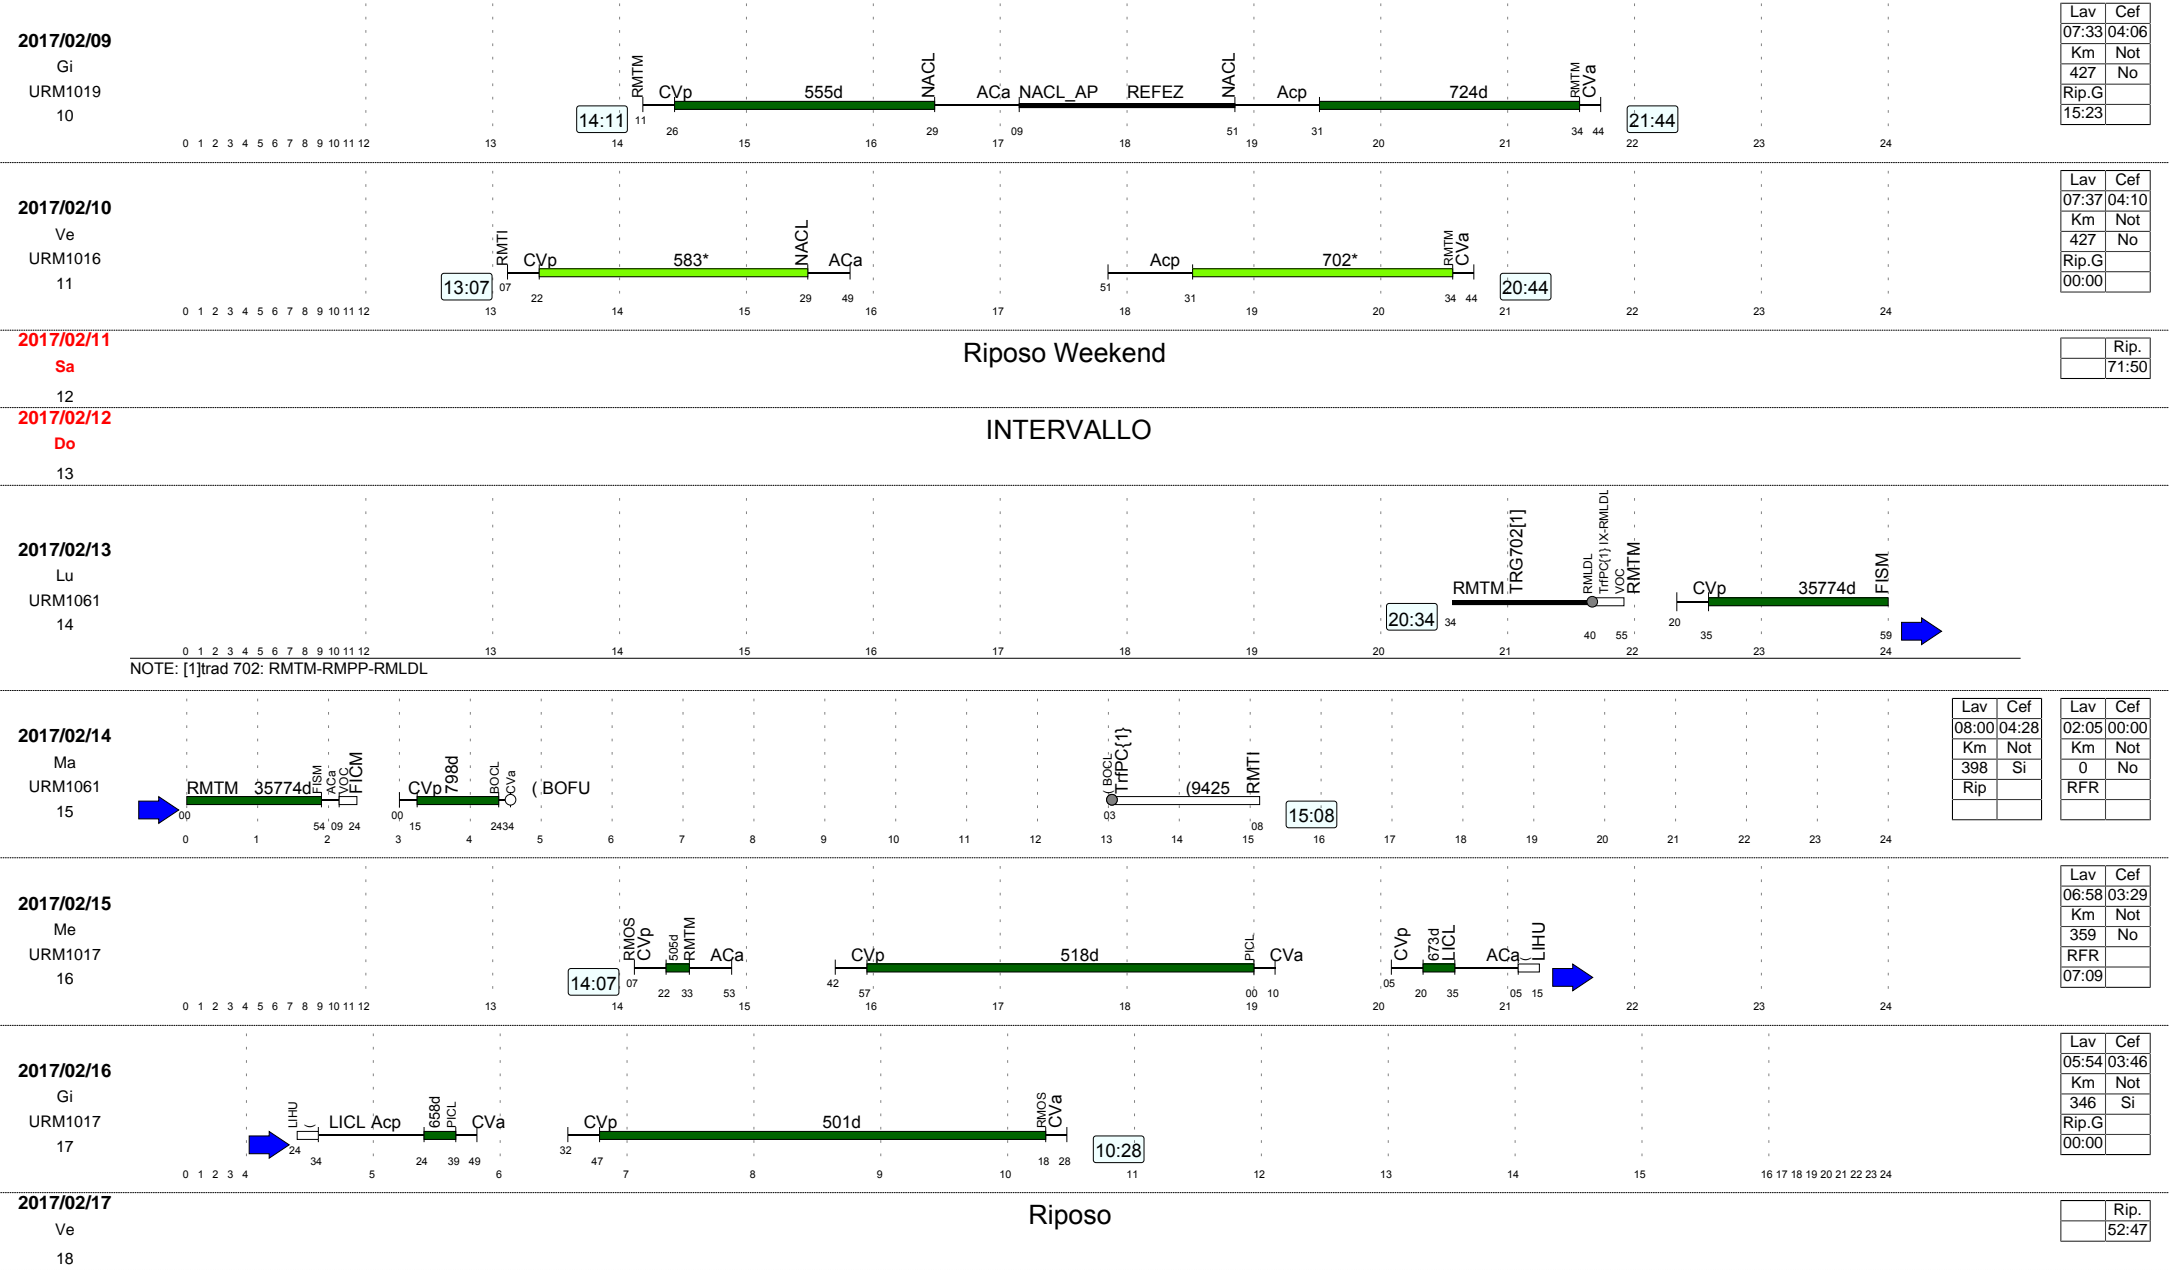 2017/02/09
Gi
URM1019
10
14:11
RMTM CVp 555d NACL ACa NACL_AP REFEZ NACL Acp 724d RMTM CVa
11 26 29 09 51 31 34 44
21:44
0 1 2 3 4 5 6 7 8 9 10 11 12 13 14 15 16 17 18 19 20 21 22 23 24
Lav Cef
07:33 04:06
Km Not
427 No
Rip.G
15:23
2017/02/10
Ve
URM1016
11
13:07
RMTI CVp 583* NACL ACa Acp 702* RMTM CVa
07 22 29 49 51 31 34 44
20:44
0 1 2 3 4 5 6 7 8 9 10 11 12 13 14 15 16 17 18 19 20 21 22 23 24
Lav Cef
07:37 04:10
Km Not
427 No
Rip.G
00:00
2017/02/11
Sa
12
Riposo Weekend
Rip.
71:50
2017/02/12
Do
13
INTERVALLO
2017/02/13
Lu
URM1061
14
20:34
RMTM TRG702[1] RMLDL TrfPC{1} IX-RMLDL VOC RMTM CVp 35774d FISM
34 40 55 20 35 59
0 1 2 3 4 5 6 7 8 9 10 11 12 13 14 15 16 17 18 19 20 21 22 23 24
NOTE: [1]trad 702: RMTM-RMPP-RMLDL
2017/02/14
Ma
URM1061
15
RMTM 35774d FISM ACa VOC FICM CVp 798d BOCL CVa ( BOFU ( BOCL TrfPC{1} (9425 RMTI
00 54 09 24 00 15 24 34 03 08
15:08
0 1 2 3 4 5 6 7 8 9 10 11 12 13 14 15 16 17 18 19 20 21 22 23 24
Lav Cef
08:00 04:28
Km Not
398 Si
Rip
Lav Cef
02:05 00:00
Km Not
0 No
RFR
2017/02/15
Me
URM1017
16
14:07
RMOS CVp 505d RMTM ACa CVp 518d PICL CVa CVp 673d LICL ACa ( LIHU
07 22 33 53 42 57 00 10 05 20 35 05 15
0 1 2 3 4 5 6 7 8 9 10 11 12 13 14 15 16 17 18 19 20 21 22 23 24
Lav Cef
06:58 03:29
Km Not
359 No
RFR
07:09
2017/02/16
Gi
URM1017
17
LIHU ( LICL Acp 658d PICL CVa CVp 501d RMOS CVa
24 34 24 39 49 32 47 18 28
10:28
0 1 2 3 4 5 6 7 8 9 10 11 12 13 14 15 16 17 18 19 20 21 22 23 24
Lav Cef
05:54 03:46
Km Not
346 Si
Rip.G
00:00
2017/02/17
Ve
18
Riposo
Rip.
52:47